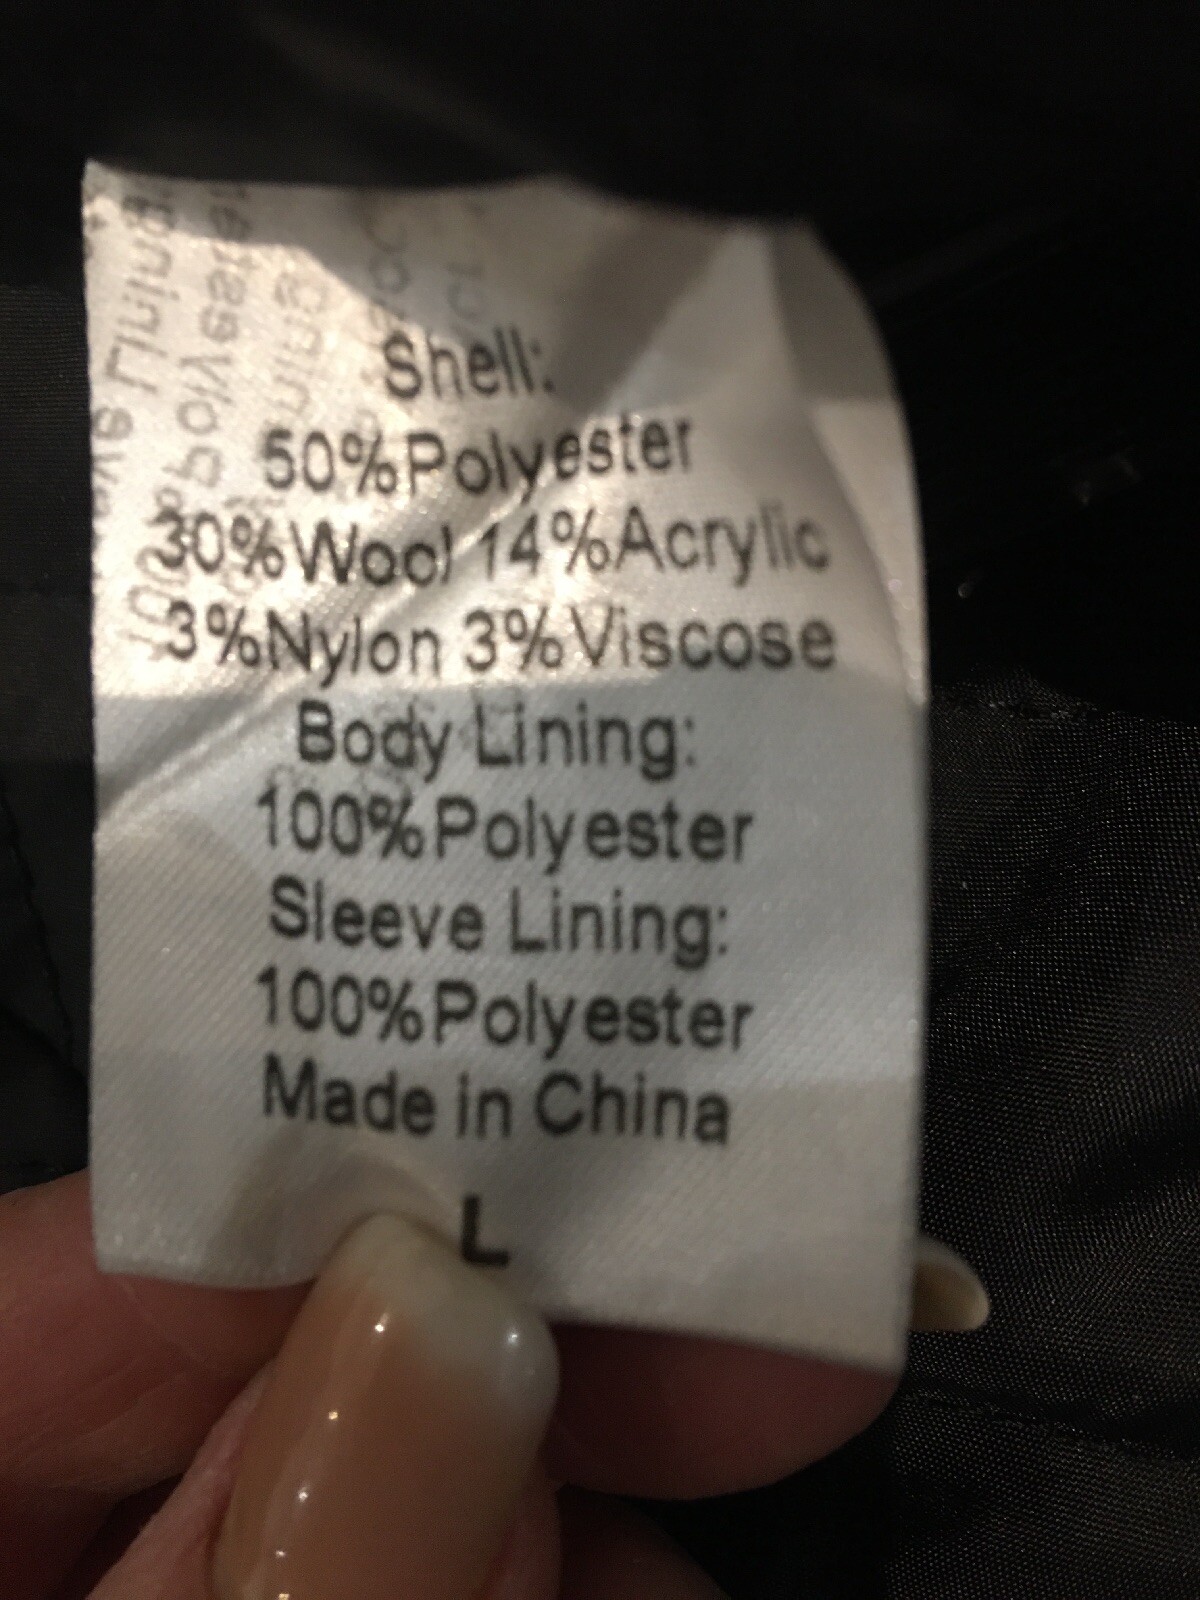 Shell:
50%Polyester
30%Wool 14%Acrylic
3%Nylon 3%Viscose
Body Lining:
100%Polyester
Sleeve Lining:
100%Polyester
Made in China
L